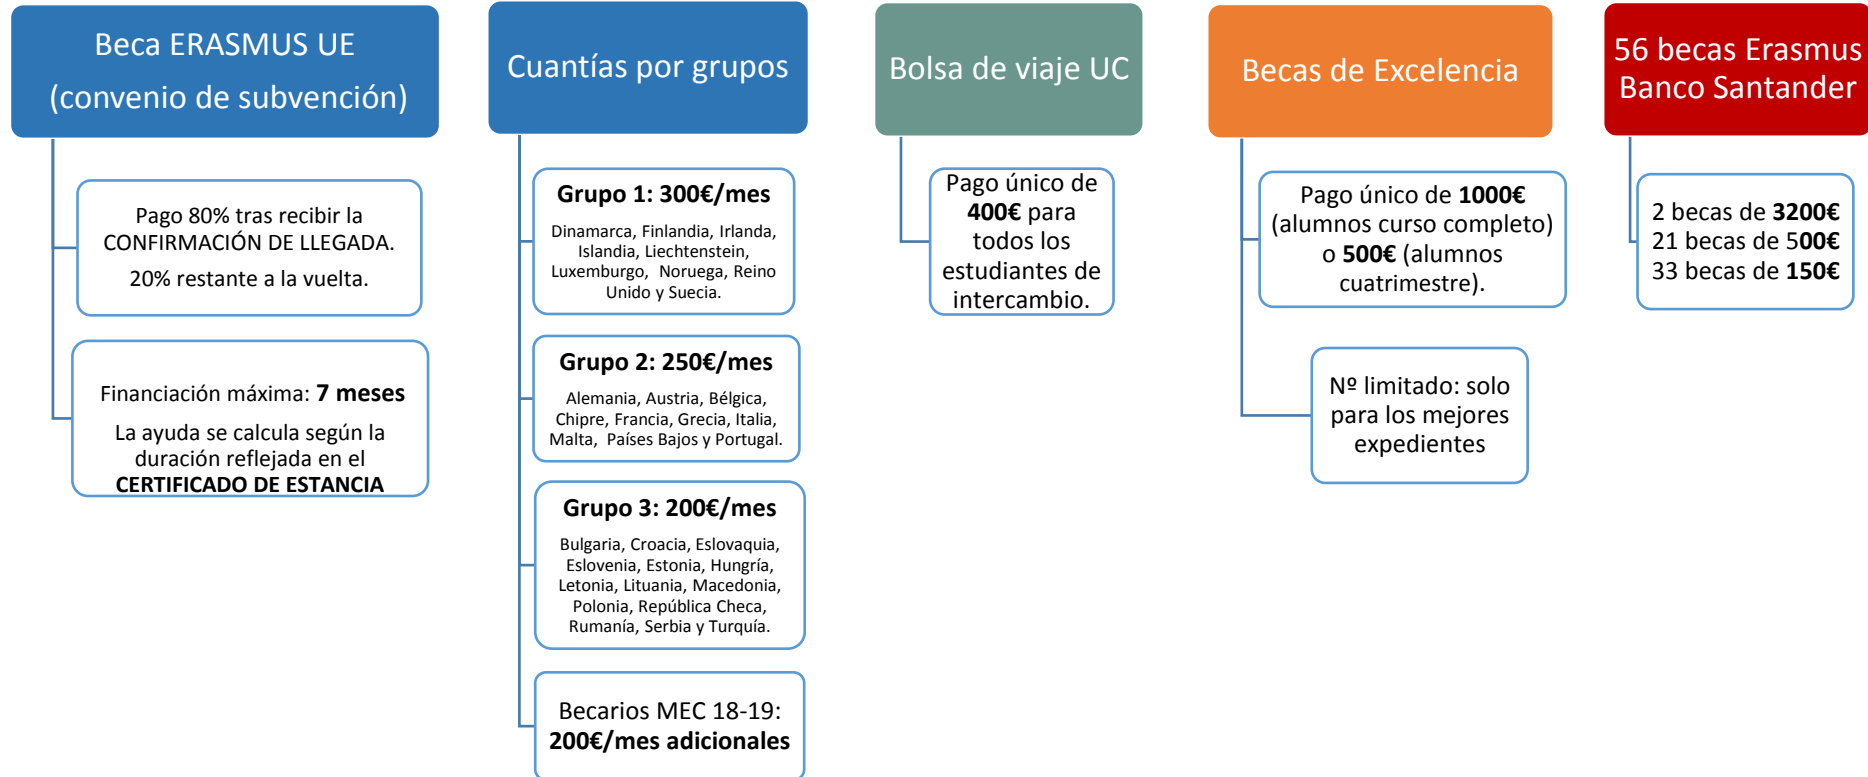 Beca ERASMUS UE
(convenio de subvención)
Pago 80% tras recibir la
CONFIRMACIÓN DE LLEGADA.
20% restante a la vuelta.
Financiación máxima: 7 meses
La ayuda se calcula según la
duración reflejada en el
CERTIFICADO DE ESTANCIA
Cuantías por grupos
Grupo 1: 300€/mes
Dinamarca, Finlandia, Irlanda,
Islandia, Liechtenstein,
Luxemburgo, Noruega, Reino
Unido y Suecia.
Grupo 2: 250€/mes
Alemania, Austria, Bélgica,
Chipre, Francia, Grecia, Italia,
Malta, Países Bajos y Portugal.
Grupo 3: 200€/mes
Bulgaria, Croacia, Eslovaquia,
Eslovenia, Estonia, Hungría,
Letonia, Lituania, Macedonia,
Polonia, República Checa,
Rumanía, Serbia y Turquía.
Becarios MEC 18-19:
200€/mes adicionales
Bolsa de viaje UC
Pago único de
400€ para
todos los
estudiantes de
intercambio.
Becas de Excelencia
Pago único de 1000€
(alumnos curso completo)
o 500€ (alumnos
cuatrimestre).
Nº limitado: solo
para los mejores
expedientes
56 becas Erasmus
Banco Santander
2 becas de 3200€
21 becas de 500€
33 becas de 150€